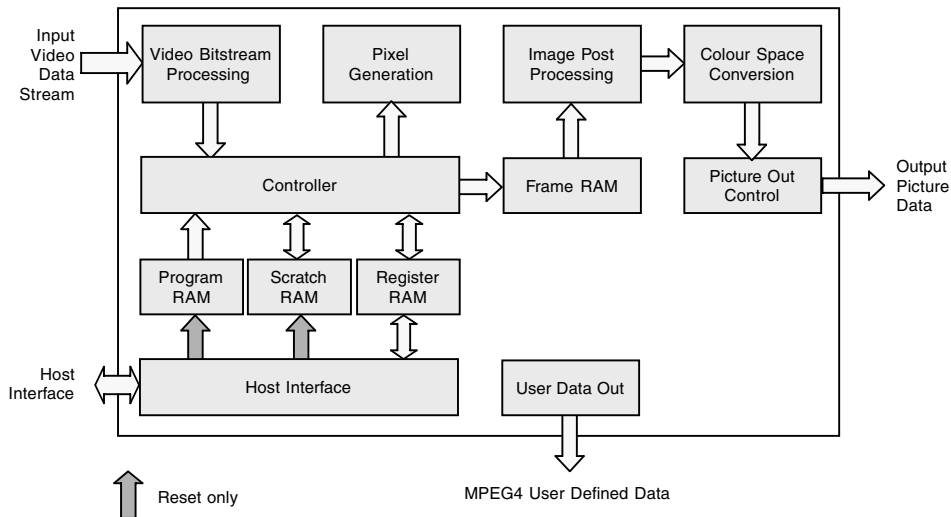 Input
Video
Data
Stream
Video Bitstream
Processing
Pixel
Generation
Image Post
Processing
Colour Space
Conversion
Controller
Frame RAM
Picture Out
Control
Output
Picture
Data
Program
RAM
Scratch
RAM
Register
RAM
Host
Interface
Host Interface
User Data Out
Reset only
MPEG4 User Defined Data